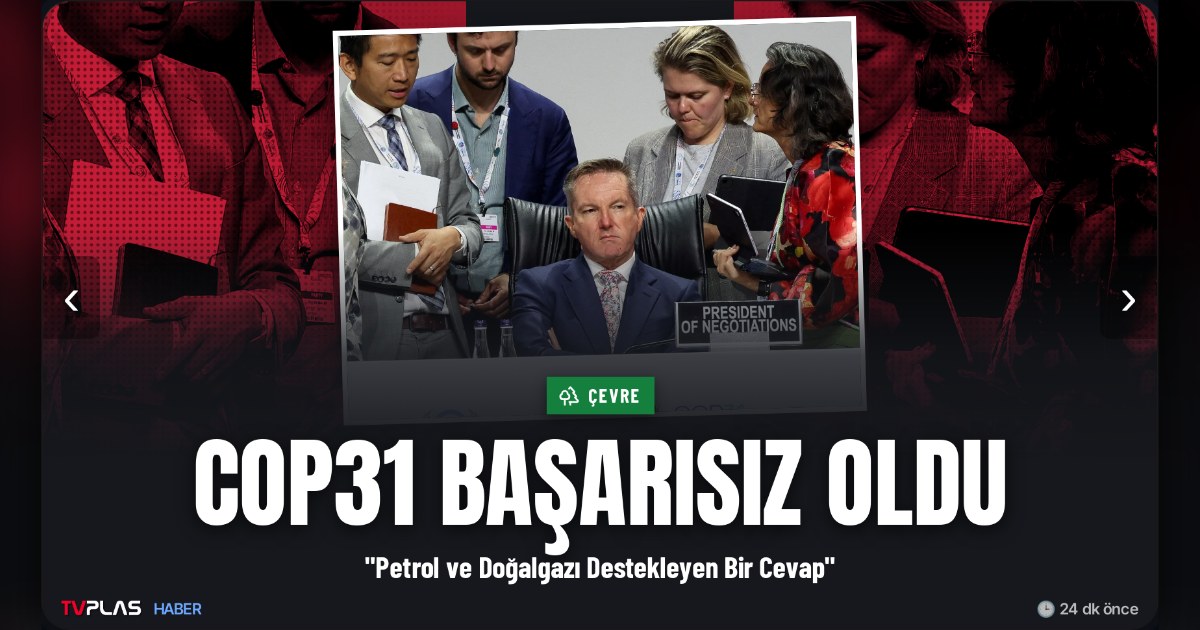 PRESIDENT
OF NEGOTIATIONS
ÇEVRE
COP31 BAŞARISIZ OLDU
"Petrol ve Doğalgazı Destekleyen Bir Cevap"
TVPLAS HABER
24 dk önce